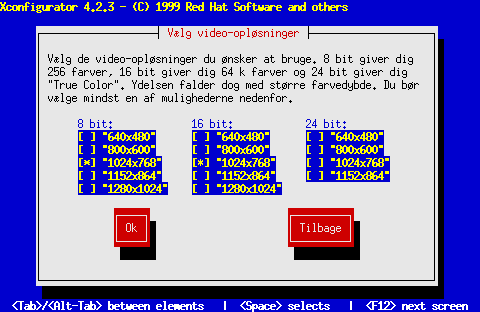 Xconfigurator 4.2.3 - (C) 1999 Red Hat Software and others
Vælg video-opløsninger
Vælg de video-opløsninger du ønsker at bruge. 8 bit giver dig
256 farver, 16 bit giver dig 64 k farver og 24 bit giver dig
"True Color". Ydelsen falder dog med større farvedybde. Du bør
vælge mindst en af mulighederne nedenfor.
8 bit: 16 bit: 24 bit:
[ ] "640x480" [ ] "640x480" [ ] "640x480"
[ ] "800x600" [ ] "800x600" [ ] "800x600"
[*] "1024x768" [*] "1024x768" [ ] "1024x768"
[ ] "1152x864" [ ] "1152x864" [ ] "1152x864"
[ ] "1280x1024" [ ] "1280x1024"
Ok Tilbage
<Tab>/<Alt-Tab> between elements | <Space> selects | <F12> next screen